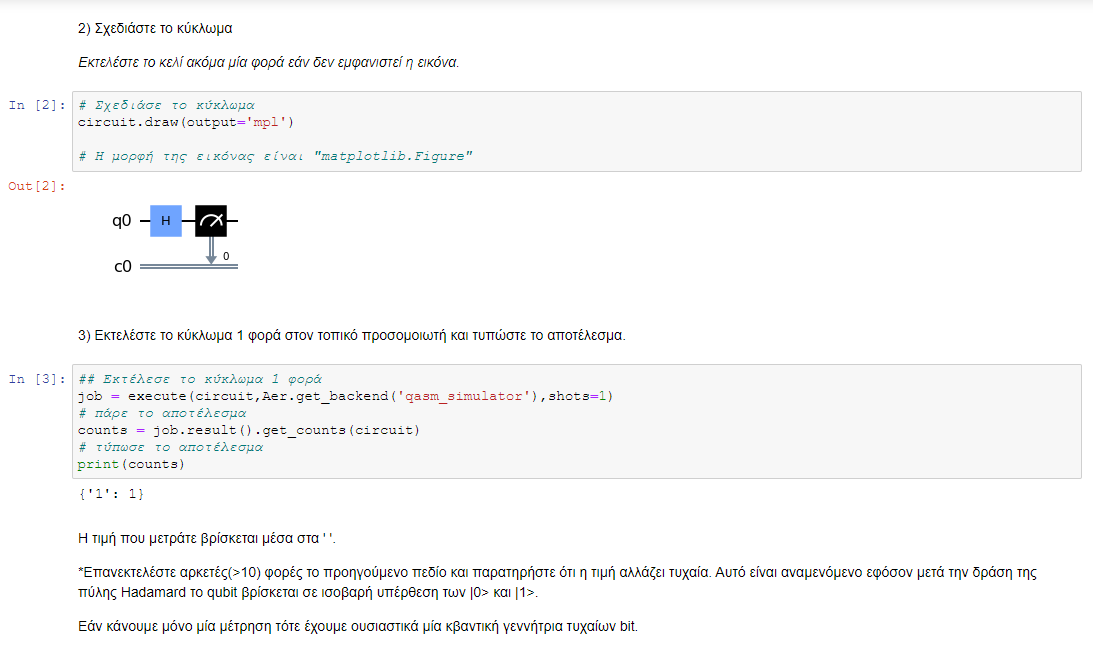 2) Σχεδιάστε το κύκλωμα
Εκτελέστε το κελί ακόμα μία φορά εάν δεν εμφανιστεί η εικόνα.
In [2]: # Σχεδιάσε το κύκλωμα
circuit.draw(output='mpl')
# Η μορφή της εικόνας είναι "matplotlib.Figure"
Out[2]:
q0 H
0
c0
3) Εκτελέστε το κύκλωμα 1 φορά στον τοπικό προσομοιωτή και τυπώστε το αποτέλεσμα.
In [3]: ## Εκτέλεσε το κύκλωμα 1 φορά
job = execute(circuit,Aer.get_backend('qasm_simulator'),shots=1)
# πάρε το αποτέλεσμα
counts = job.result().get_counts(circuit)
# τύπωσε το αποτέλεσμα
print(counts)
{'1': 1}
Η τιμή που μετράτε βρίσκεται μέσα στα ' '.
*Επανεκτελέστε αρκετές(>10) φορές το προηγούμενο πεδίο και παρατηρήστε ότι η τιμή αλλάζει τυχαία. Αυτό είναι αναμενόμενο εφόσον μετά την δράση της
πύλης Hadamard το qubit βρίσκεται σε ισοβαρή υπέρθεση των |0> και |1>.
Εάν κάνουμε μόνο μία μέτρηση τότε έχουμε ουσιαστικά μία κβαντική γεννήτρια τυχαίων bit.